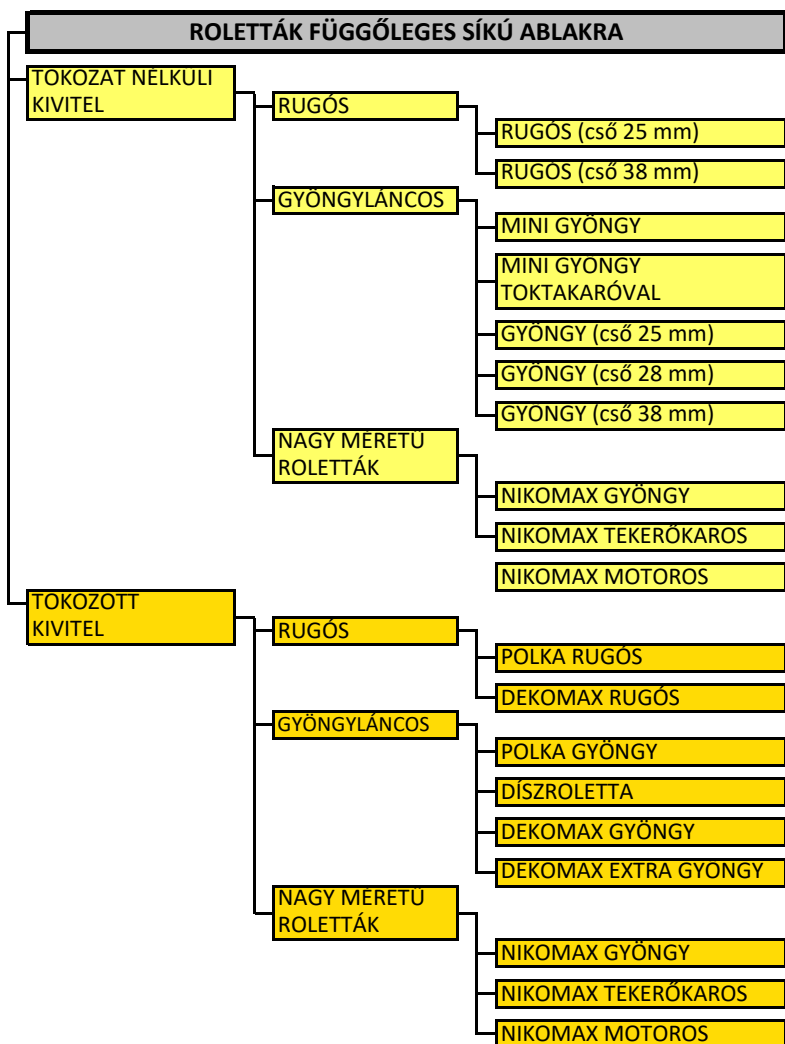 ROLETTÁK FÜGGŐLEGES SÍKÚ ABLAKRA
TOKOZAT NÉLKÜLI
KIVITEL
RUGÓS
RUGÓS (cső 25 mm)
RUGÓS (cső 38 mm)
GYÖNGYLÁNCOS
MINI GYÖNGY
MINI GYÖNGY
TOKTAKARÓVAL
GYÖNGY (cső 25 mm)
GYÖNGY (cső 28 mm)
GYÖNGY (cső 38 mm)
NAGY MÉRETŰ
ROLETTÁK
NIKOMAX GYÖNGY
NIKOMAX TEKERŐKAROS
NIKOMAX MOTOROS
TOKOZOTT
KIVITEL
RUGÓS
POLKA RUGÓS
DEKOMAX RUGÓS
GYÖNGYLÁNCOS
POLKA GYÖNGY
DÍSZROLETTA
DEKOMAX GYÖNGY
DEKOMAX EXTRA GYÖNGY
NAGY MÉRETŰ
ROLETTÁK
NIKOMAX GYÖNGY
NIKOMAX TEKERŐKAROS
NIKOMAX MOTOROS